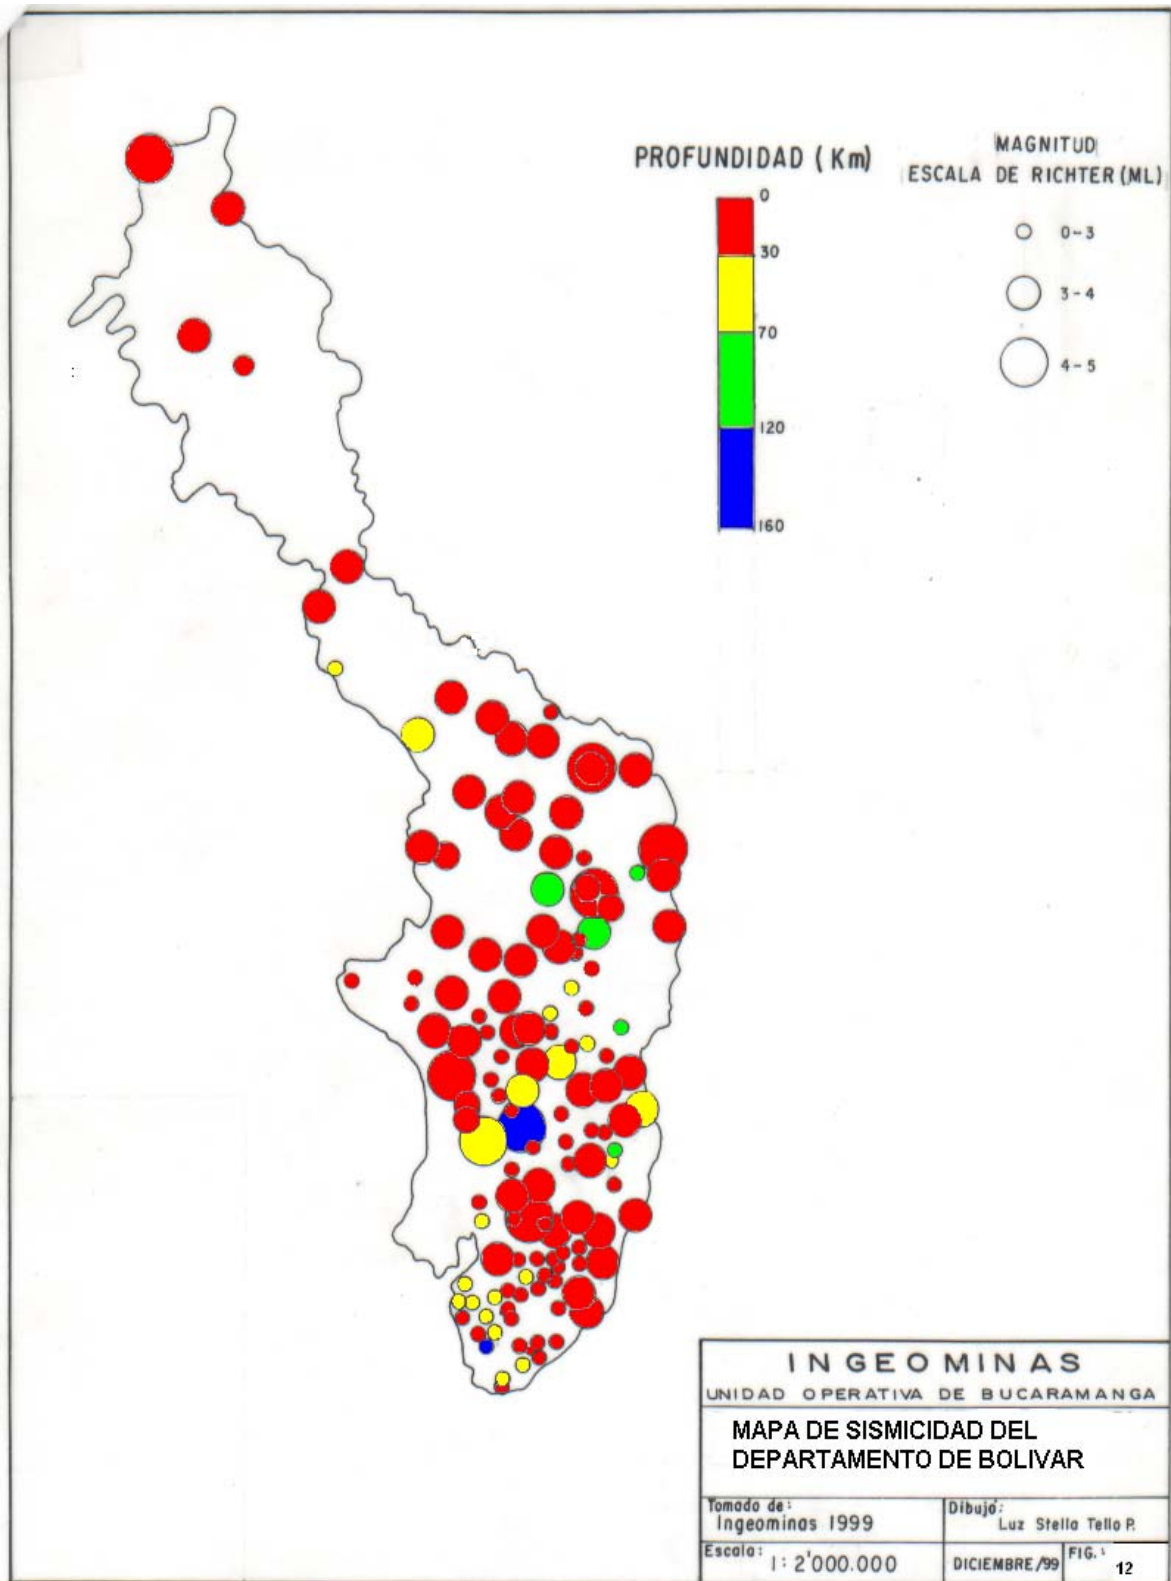 PROFUNDIDAD (Km)
0
30
70
120
160
MAGNITUD
ESCALA DE RICHTER (ML)
0-3
3-4
4-5
INGEOMINAS
UNIDAD OPERATIVA DE BUCARAMANGA
MAPA DE SISMICIDAD DEL
DEPARTAMENTO DE BOLIVAR
Tomado de:
Ingeominas 1999
Dibujó:
Luz Stella Tello P.
Escala:
1:2'000.000
DICIEMBRE/99
FIG.:
12